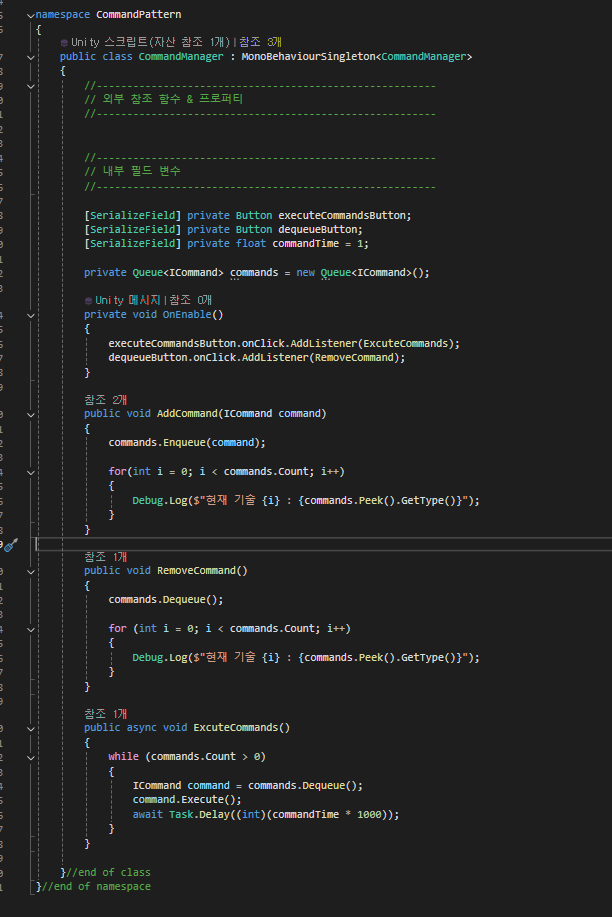 namespace CommandPattern
{
Unity 스크립트(자산 참조 1개) | 참조 3개
public class CommandManager : MonoBehaviourSingleton<CommandManager>
{
//--------------------------------------------------------
// 외부 참조 함수 & 프로퍼티
//--------------------------------------------------------
//--------------------------------------------------------
// 내부 필드 변수
//--------------------------------------------------------
[SerializeField] private Button executeCommandsButton;
[SerializeField] private Button dequeueButton;
[SerializeField] private float commandTime = 1;
private Queue<ICommand> commands = new Queue<ICommand>();
Unity 메시지 | 참조 0개
private void OnEnable()
{
executeCommandsButton.onClick.AddListener(ExcuteCommands);
dequeueButton.onClick.AddListener(RemoveCommand);
}
참조 2개
public void AddCommand(ICommand command)
{
commands.Enqueue(command);
for(int i = 0; i < commands.Count; i++)
{
Debug.Log($"현재 기술 {i} : {commands.Peek().GetType()}");
}
}
참조 1개
public void RemoveCommand()
{
commands.Dequeue();
for (int i = 0; i < commands.Count; i++)
{
Debug.Log($"현재 기술 {i} : {commands.Peek().GetType()}");
}
}
참조 1개
public async void ExcuteCommands()
{
while (commands.Count > 0)
{
ICommand command = commands.Dequeue();
command.Execute();
await Task.Delay((int)(commandTime * 1000));
}
}
}//end of class
}//end of namespace